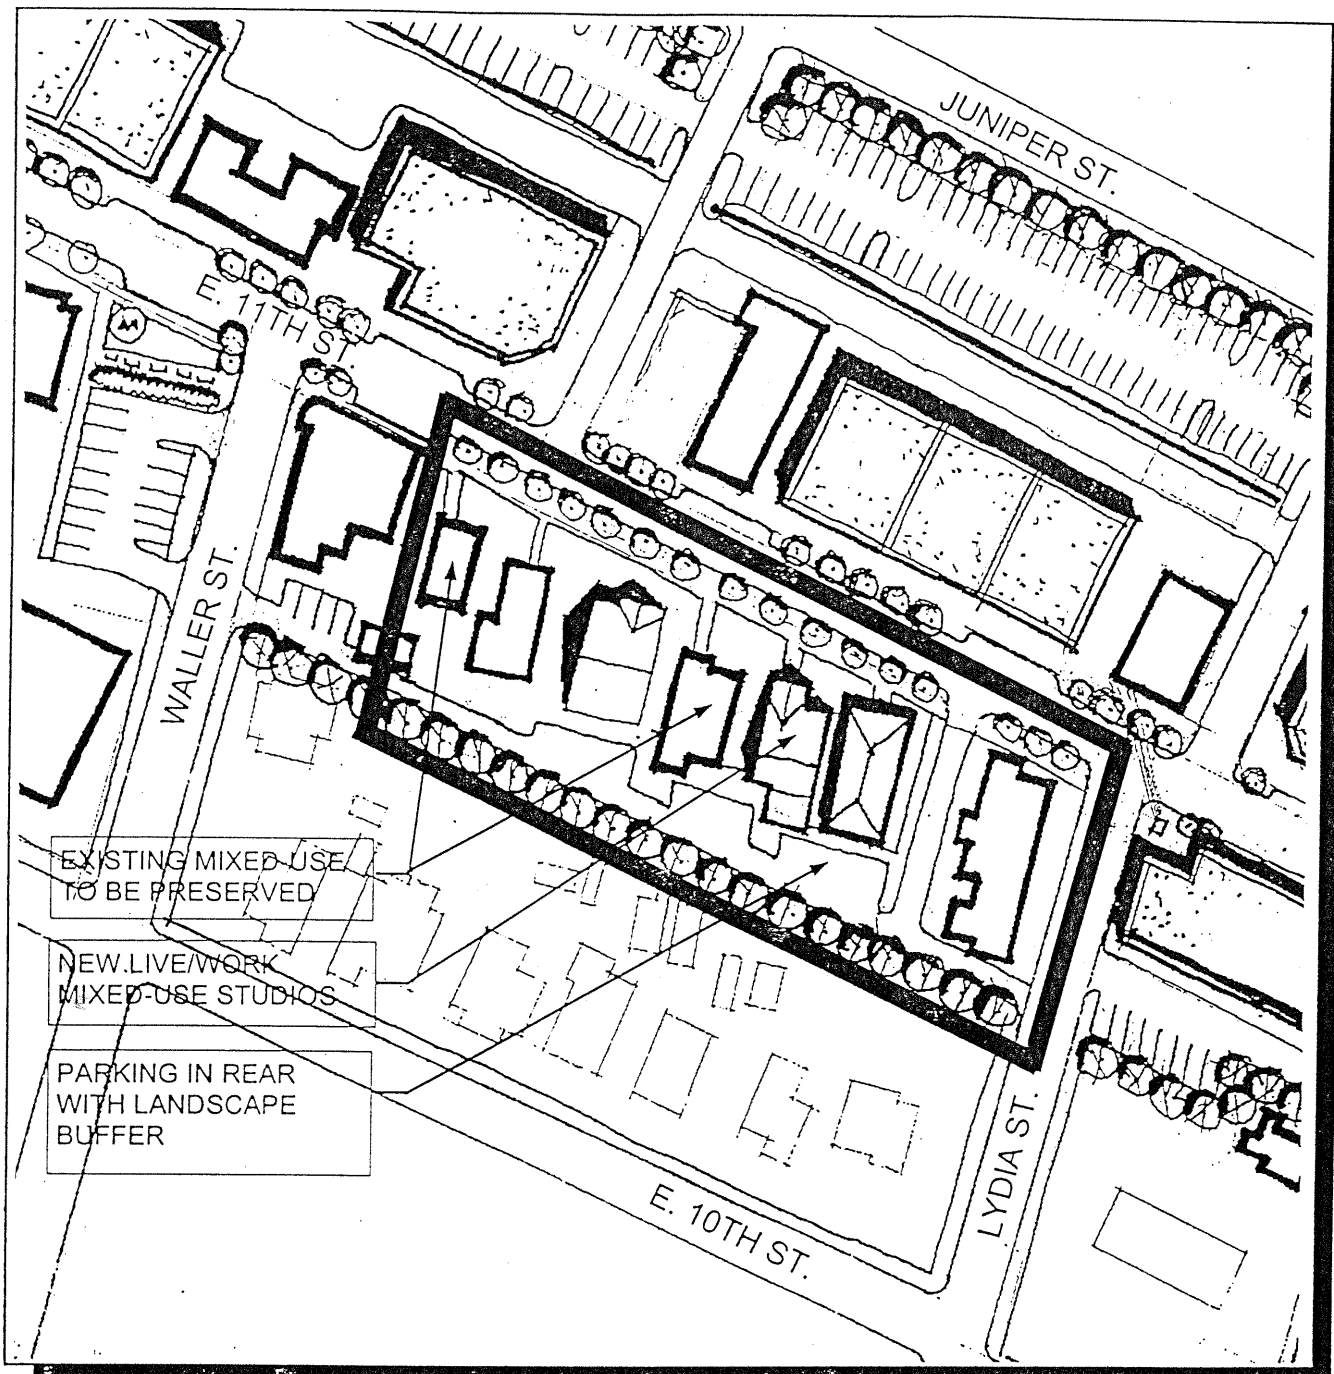 JUNIPER ST.
E. 11TH ST.
WALLER ST.
EXISTING MIXED-USE
TO BE PRESERVED
NEW LIVE/WORK
MIXED-USE STUDIOS
PARKING IN REAR
WITH LANDSCAPE
BUFFER
LYDIA ST.
E. 10TH ST.